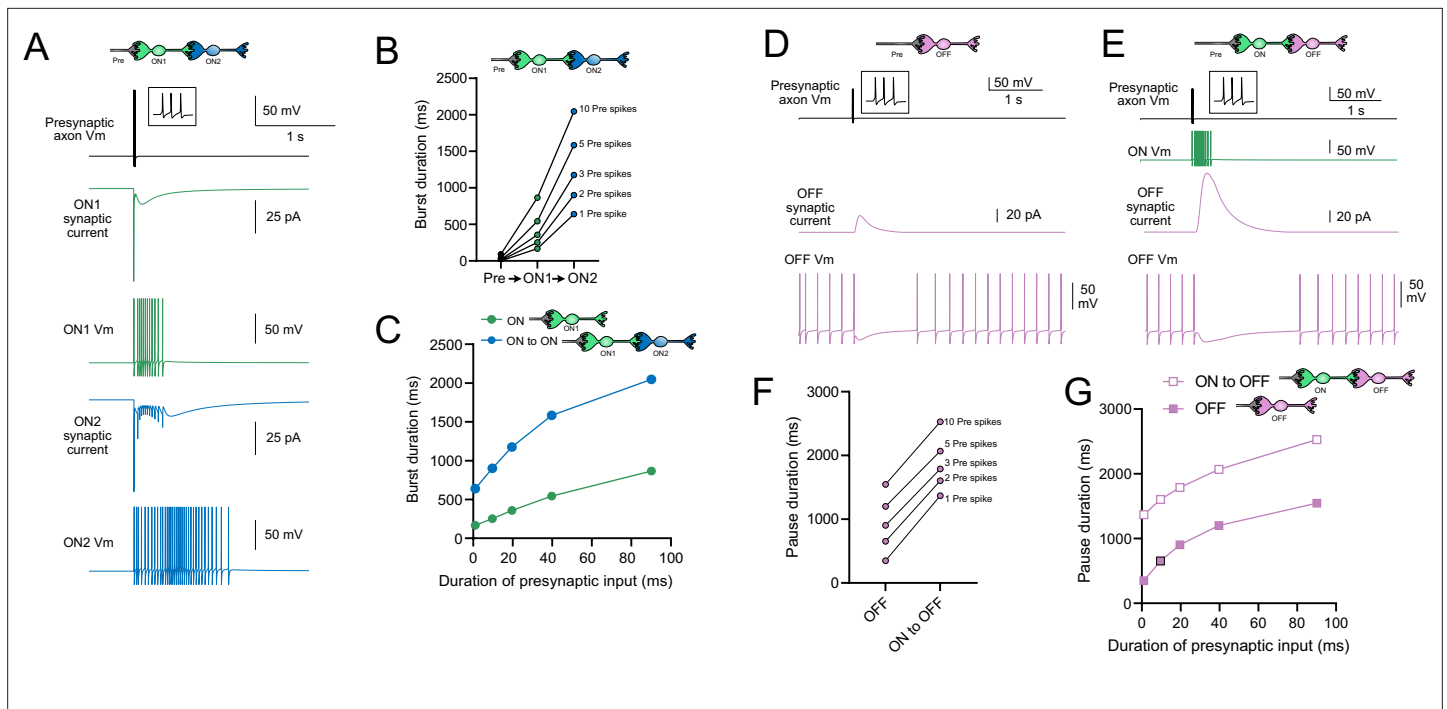 A
Pre
ON1
ON2
Presynaptic
axon Vm
50 mV
1 s
ON1
synaptic
current
25 pA
ON1 Vm
50 mV
ON2
synaptic
current
25 pA
ON2 Vm
50 mV
B
Pre
ON1
ON2
Burst duration (ms)
2500
2000
1500
1000
500
0
10 Pre spikes
5 Pre spikes
3 Pre spikes
2 Pre spikes
1 Pre spike
Pre → ON1 → ON2
C
ON
ON1
ON to ON
ON1
ON2
Burst duration (ms)
2500
2000
1500
1000
500
0
0 20 40 60 80 100
Duration of presynaptic input (ms)
D
OFF
Presynaptic
axon Vm
50 mV
1 s
OFF
synaptic
current
20 pA
OFF Vm
50
mV
E
Pre
ON
OFF
Presynaptic
axon Vm
50 mV
1 s
ON Vm
50 mV
OFF
synaptic
current
20 pA
OFF Vm
50
mV
F
Pause duration (ms)
3000
2000
1000
0
10 Pre spikes
5 Pre spikes
3 Pre spikes
2 Pre spikes
1 Pre spike
OFF
ON to OFF
G
ON to OFF
ON
OFF
OFF
OFF
Pause duration (ms)
3000
2000
1000
0
0 20 40 60 80 100
Duration of presynaptic input (ms)